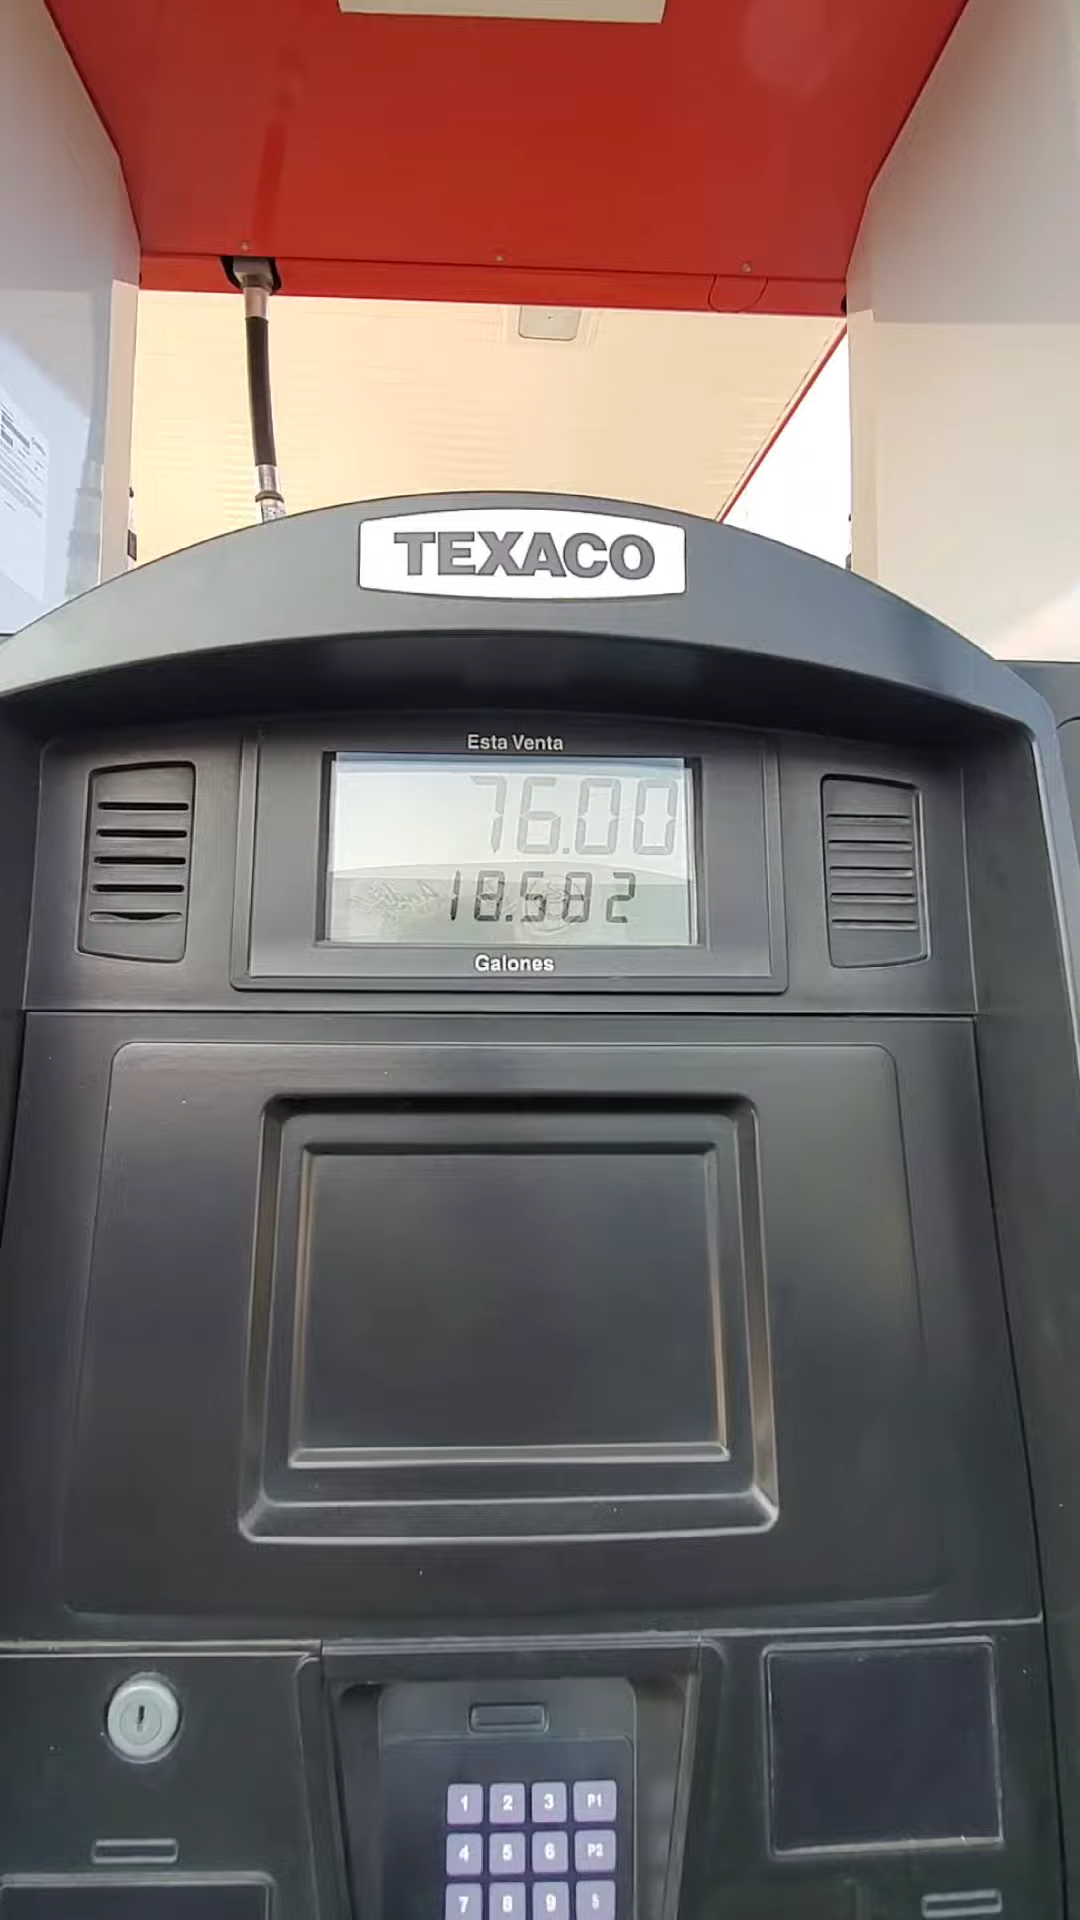 TEXACO
Esta Venta
76.00
18.582
Galones
1 2 3 P1
4 5 6 P2
7 8 9